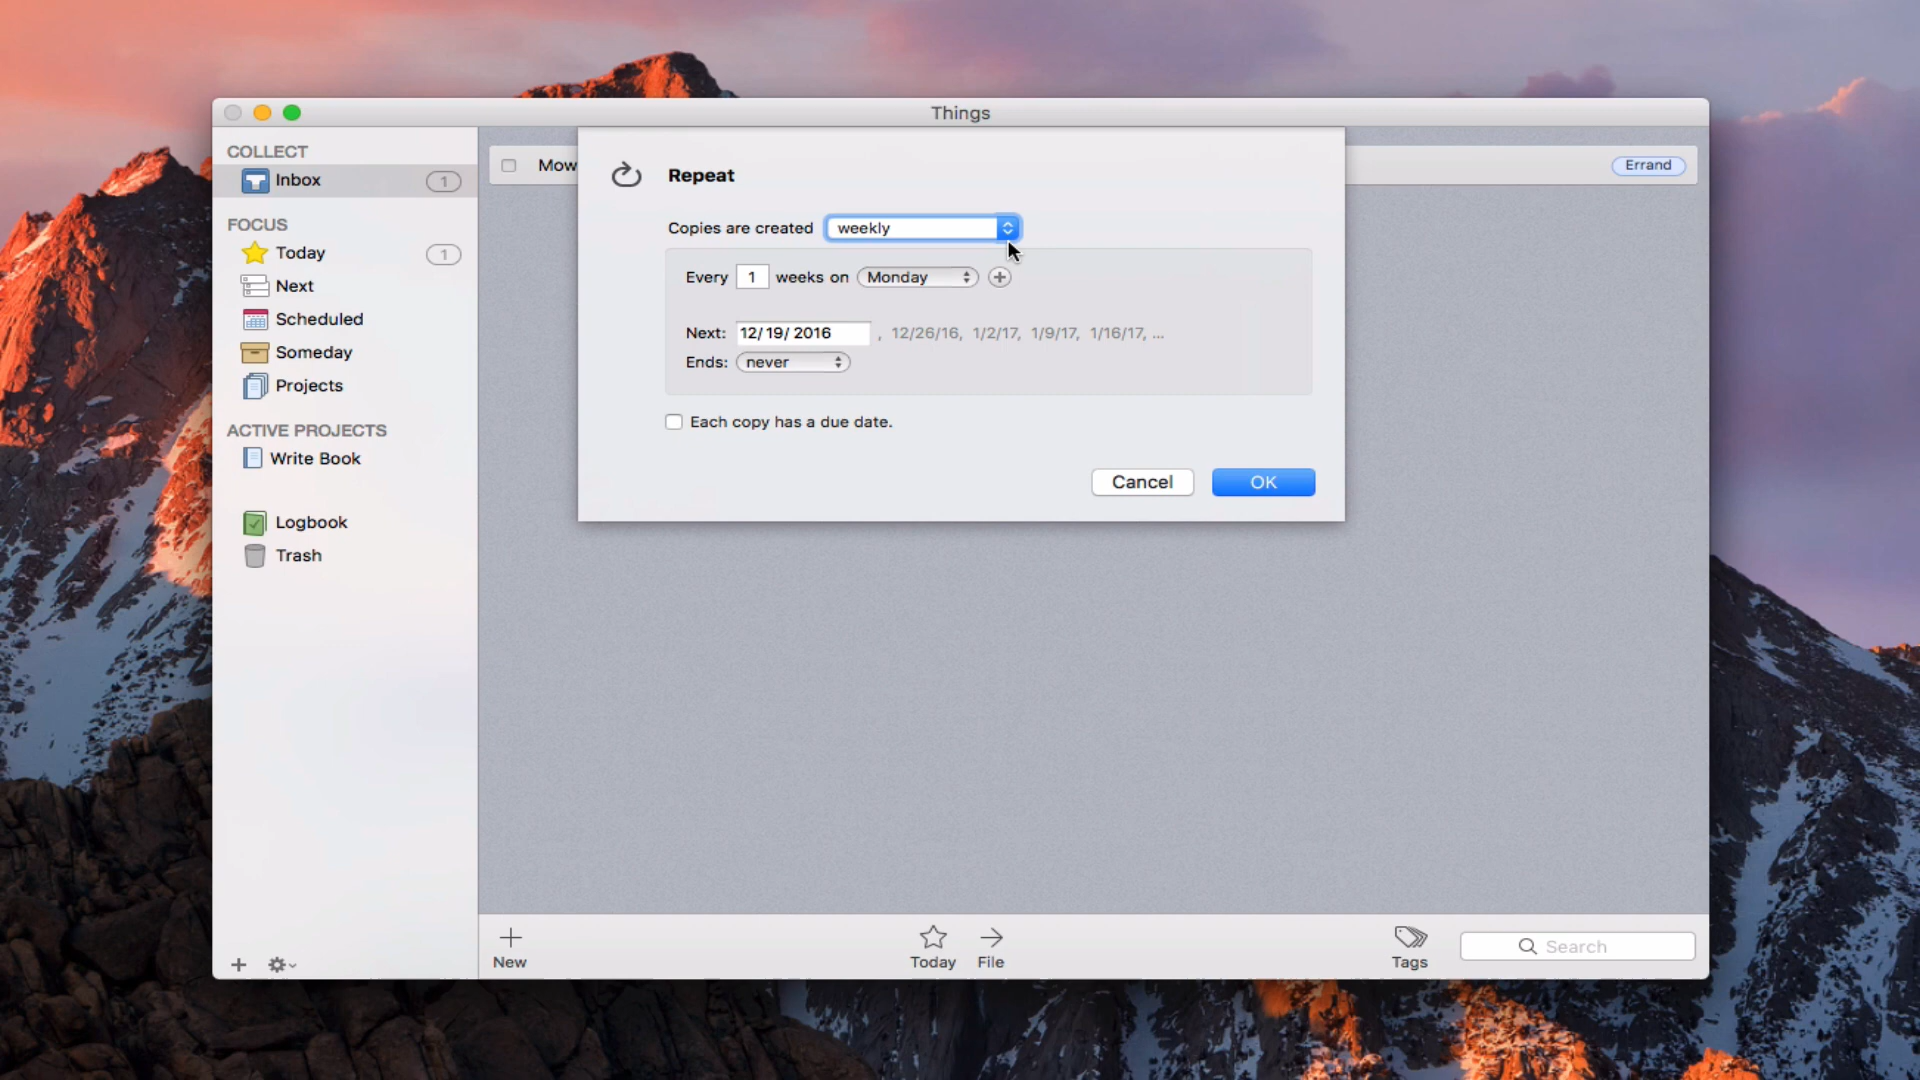 Things
COLLECT
Inbox 1
FOCUS
Today 1
Next
Scheduled
Someday
Projects
ACTIVE PROJECTS
Write Book
Logbook
Trash
Mow
Errand
Repeat
Copies are created weekly
Every 1 weeks on Monday
Next: 12/19/2016 , 12/26/16, 1/2/17, 1/9/17, 1/16/17, ...
Ends: never
Each copy has a due date.
Cancel OK
New
Today
File
Tags
Search